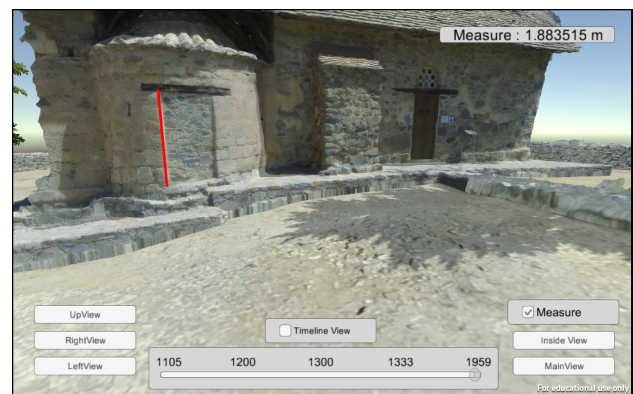 Measure : 1.883515 m
UpView
RightView
LeftView
Timeline View
1105 1200 1300 1333 1959
Measure
Inside View
MainView
For educational use only